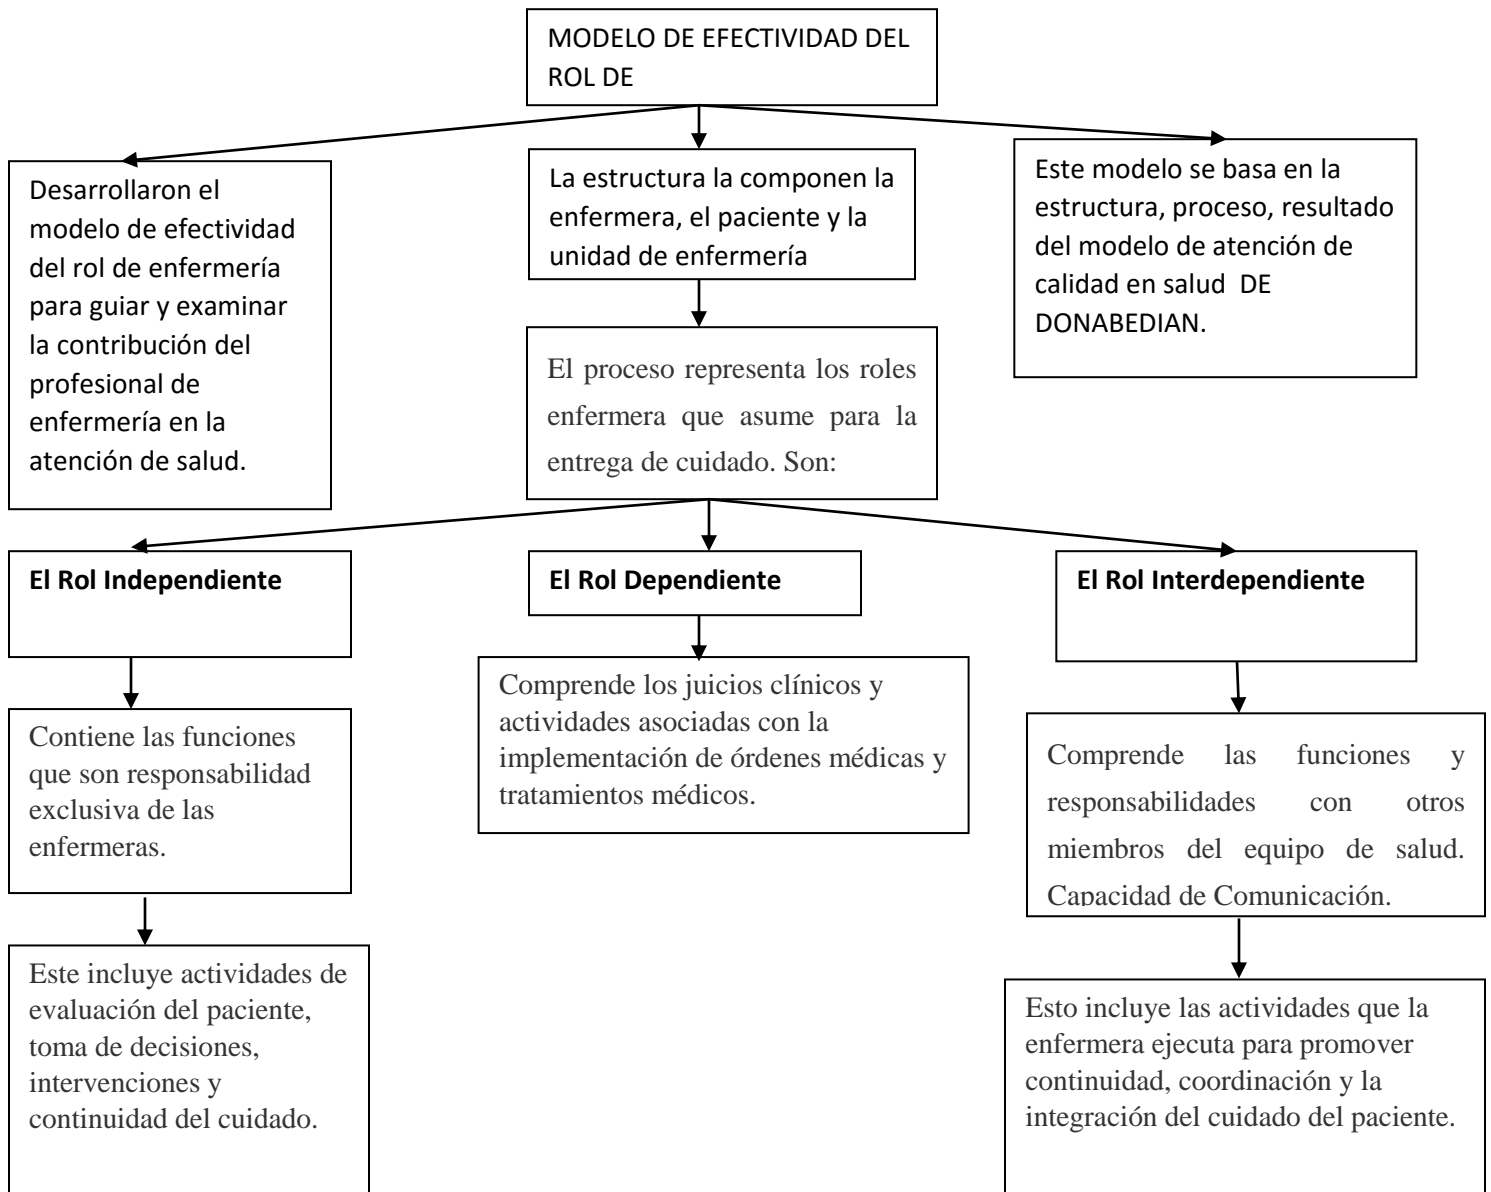 MODELO DE EFECTIVIDAD DEL
ROL DE
Desarrollaron el
modelo de efectividad
del rol de enfermería
para guiar y examinar
la contribución del
profesional de
enfermería en la
atención de salud.
La estructura la componen la
enfermera, el paciente y la
unidad de enfermería
Este modelo se basa en la
estructura, proceso, resultado
del modelo de atención de
calidad en salud DE
DONABEDIAN.
El proceso representa los roles
enfermera que asume para la
entrega de cuidado. Son:
El Rol Independiente
El Rol Dependiente
El Rol Interdependiente
Contiene las funciones
que son responsabilidad
exclusiva de las
enfermeras.
Comprende los juicios clínicos y
actividades asociadas con la
implementación de órdenes médicas y
tratamientos médicos.
Comprende las funciones y
responsabilidades con otros
miembros del equipo de salud.
Capacidad de Comunicación.
Este incluye actividades de
evaluación del paciente,
toma de decisiones,
intervenciones y
continuidad del cuidado.
Esto incluye las actividades que la
enfermera ejecuta para promover
continuidad, coordinación y la
integración del cuidado del paciente.